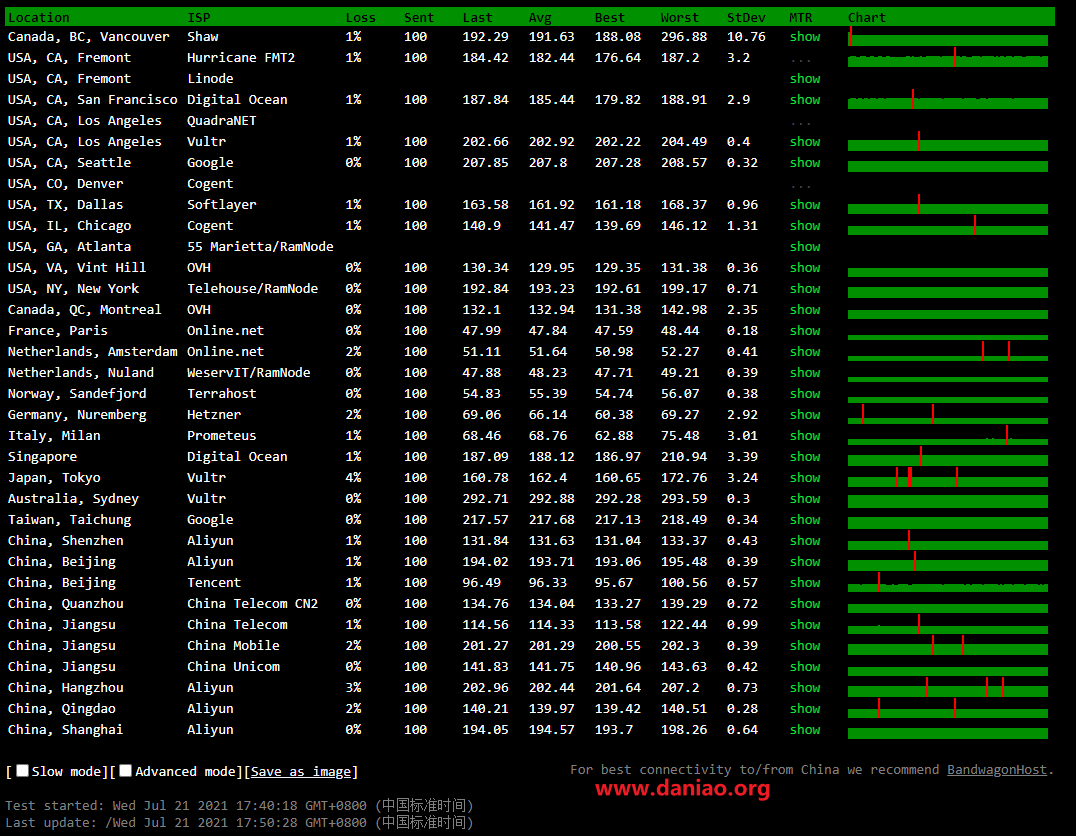 Location ISP Loss Sent Last Avg Best Worst StDev MTR Chart
Canada, BC, Vancouver Shaw 1% 100 192.29 191.63 188.08 296.88 10.76 show
USA, CA, Fremont Hurricane FMT2 1% 100 184.42 182.44 176.64 187.2 3.2 ...
USA, CA, Fremont Linode show
USA, CA, San Francisco Digital Ocean 1% 100 187.84 185.44 179.82 188.91 2.9 show
USA, CA, Los Angeles QuadraNET ...
USA, CA, Los Angeles Vultr 1% 100 202.66 202.92 202.22 204.49 0.4 show
USA, CA, Seattle Google 0% 100 207.85 207.8 207.28 208.57 0.32 show
USA, CO, Denver Cogent ...
USA, TX, Dallas Softlayer 1% 100 163.58 161.92 161.18 168.37 0.96 show
USA, IL, Chicago Cogent 1% 100 140.9 141.47 139.69 146.12 1.31 show
USA, GA, Atlanta 55 Marietta/RamNode show
USA, VA, Vint Hill OVH 0% 100 130.34 129.95 129.35 131.38 0.36 show
USA, NY, New York Telehouse/RamNode 0% 100 192.84 193.23 192.61 199.17 0.71 show
Canada, QC, Montreal OVH 0% 100 132.1 132.94 131.38 142.98 2.35 show
France, Paris Online.net 0% 100 47.99 47.84 47.59 48.44 0.18 show
Netherlands, Amsterdam Online.net 2% 100 51.11 51.64 50.98 52.27 0.41 show
Netherlands, Nuland WeservIT/RamNode 0% 100 47.88 48.23 47.71 49.21 0.39 show
Norway, Sandefjord Terrahost 0% 100 54.83 55.39 54.74 56.07 0.38 show
Germany, Nuremberg Hetzner 2% 100 69.06 66.14 60.38 69.27 2.92 show
Italy, Milan Prometeus 1% 100 68.46 68.76 62.88 75.48 3.01 show
Singapore Digital Ocean 1% 100 187.09 188.12 186.97 210.94 3.39 show
Japan, Tokyo Vultr 4% 100 160.78 162.4 160.65 172.76 3.24 show
Australia, Sydney Vultr 0% 100 292.71 292.88 292.28 293.59 0.3 show
Taiwan, Taichung Google 0% 100 217.57 217.68 217.13 218.49 0.34 show
China, Shenzhen Aliyun 1% 100 131.84 131.63 131.04 133.37 0.43 show
China, Beijing Aliyun 1% 100 194.02 193.71 193.06 195.48 0.39 show
China, Beijing Tencent 1% 100 96.49 96.33 95.67 100.56 0.57 show
China, Quanzhou China Telecom CN2 0% 100 134.76 134.04 133.27 139.29 0.72 show
China, Jiangsu China Telecom 1% 100 114.56 114.33 113.58 122.44 0.99 show
China, Jiangsu China Mobile 2% 100 201.27 201.29 200.55 202.3 0.39 show
China, Jiangsu China Unicom 0% 100 141.83 141.75 140.96 143.63 0.42 show
China, Hangzhou Aliyun 3% 100 202.96 202.44 201.64 207.2 0.73 show
China, Qingdao Aliyun 2% 100 140.21 139.97 139.42 140.51 0.28 show
China, Shanghai Aliyun 0% 100 194.05 194.57 193.7 198.26 0.64 show
[Slow mode][Advanced mode][Save as image]
For best connectivity to/from China we recommend BandwagonHost.
www.daniao.org
Test started: Wed Jul 21 2021 17:40:18 GMT+0800 (中国标准时间)
Last update: /Wed Jul 21 2021 17:50:28 GMT+0800 (中国标准时间)